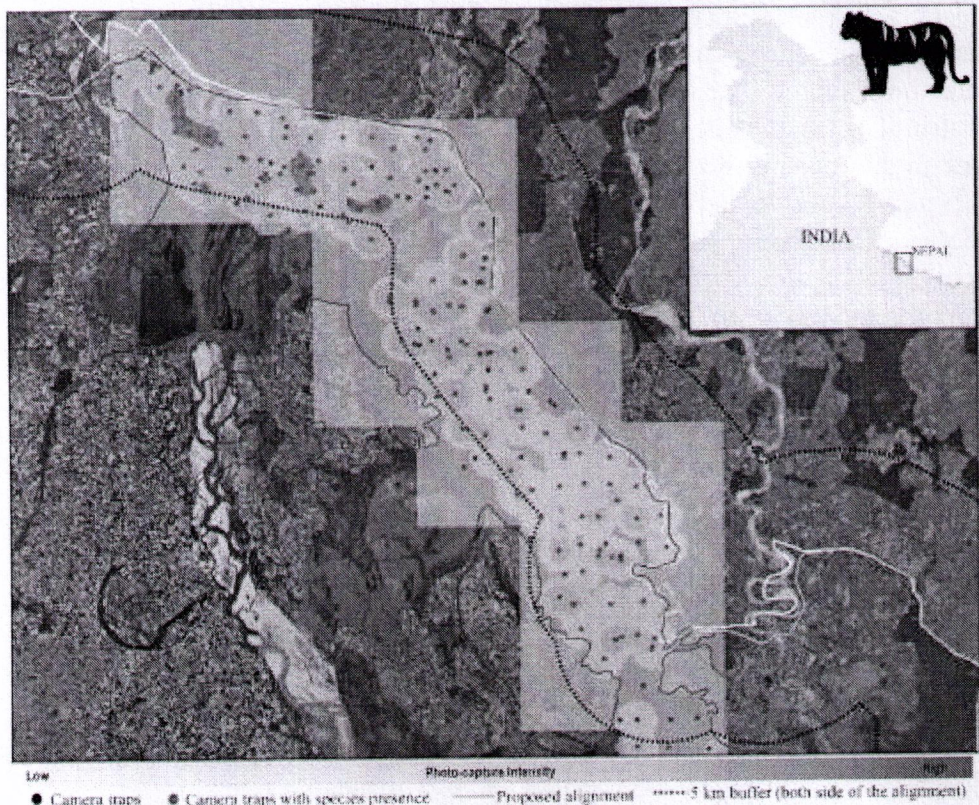 INDIA
NEPAL
Low
Photo-capture intensity
High
Camera traps
Camera traps with species presence
Proposed alignment
5 km buffer (both side of the alignment)